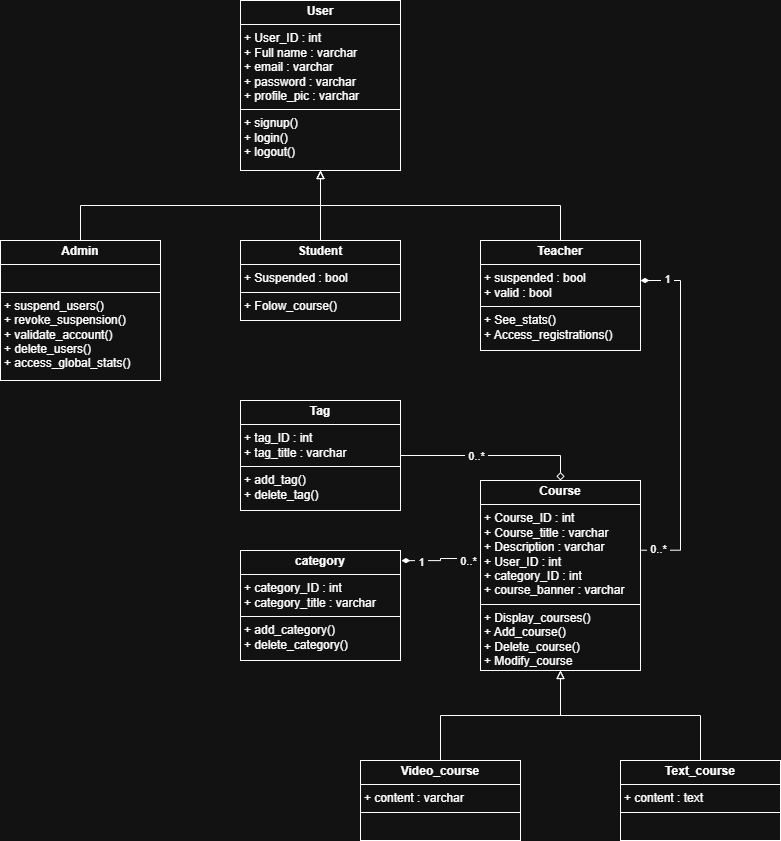 User
+ User_ID : int
+ Full name : varchar
+ email : varchar
+ password : varchar
+ profile_pic : varchar
+ signup()
+ login()
+ logout()
Admin
+ suspend_users()
+ revoke_suspension()
+ validate_account()
+ delete_users()
+ access_global_stats()
Student
+ Suspended : bool
+ Folow_course()
Teacher
+ suspended : bool
+ valid : bool
+ See_stats()
+ Access_registrations()
1
Tag
+ tag_ID : int
+ tag_title : varchar
+ add_tag()
+ delete_tag()
0..*
Course
+ Course_ID : int
+ Course_title : varchar
+ Description : varchar
+ User_ID : int
+ category_ID : int
+ course_banner : varchar
+ Display_courses()
+ Add_course()
+ Delete_course()
+ Modify_course
0..*
category
+ category_ID : int
+ category_title : varchar
+ add_category()
+ delete_category()
1
0..*
Video_course
+ content : varchar
Text_course
+ content : text